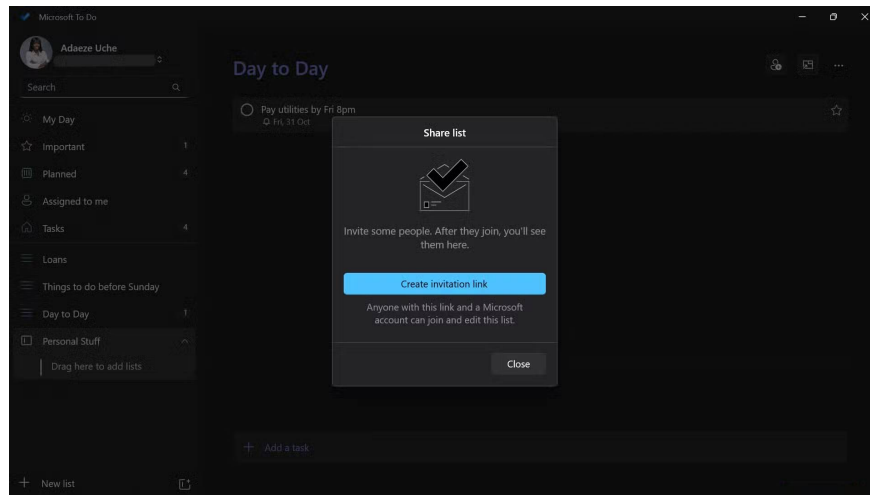 Microsoft To Do
Adaeze Uche
Search
My Day
Important 1
Planned 4
Assigned to me
Tasks 4
Loans
Things to do before Sunday
Day to Day 1
Personal Stuff
Drag here to add lists
New list
Day to Day
Pay utilities by Fri 8pm
Fri, 31 Oct
Share list
Invite some people. After they join, you'll see
them here.
Create invitation link
Anyone with this link and a Microsoft
account can join and edit this list.
Close
Add a task